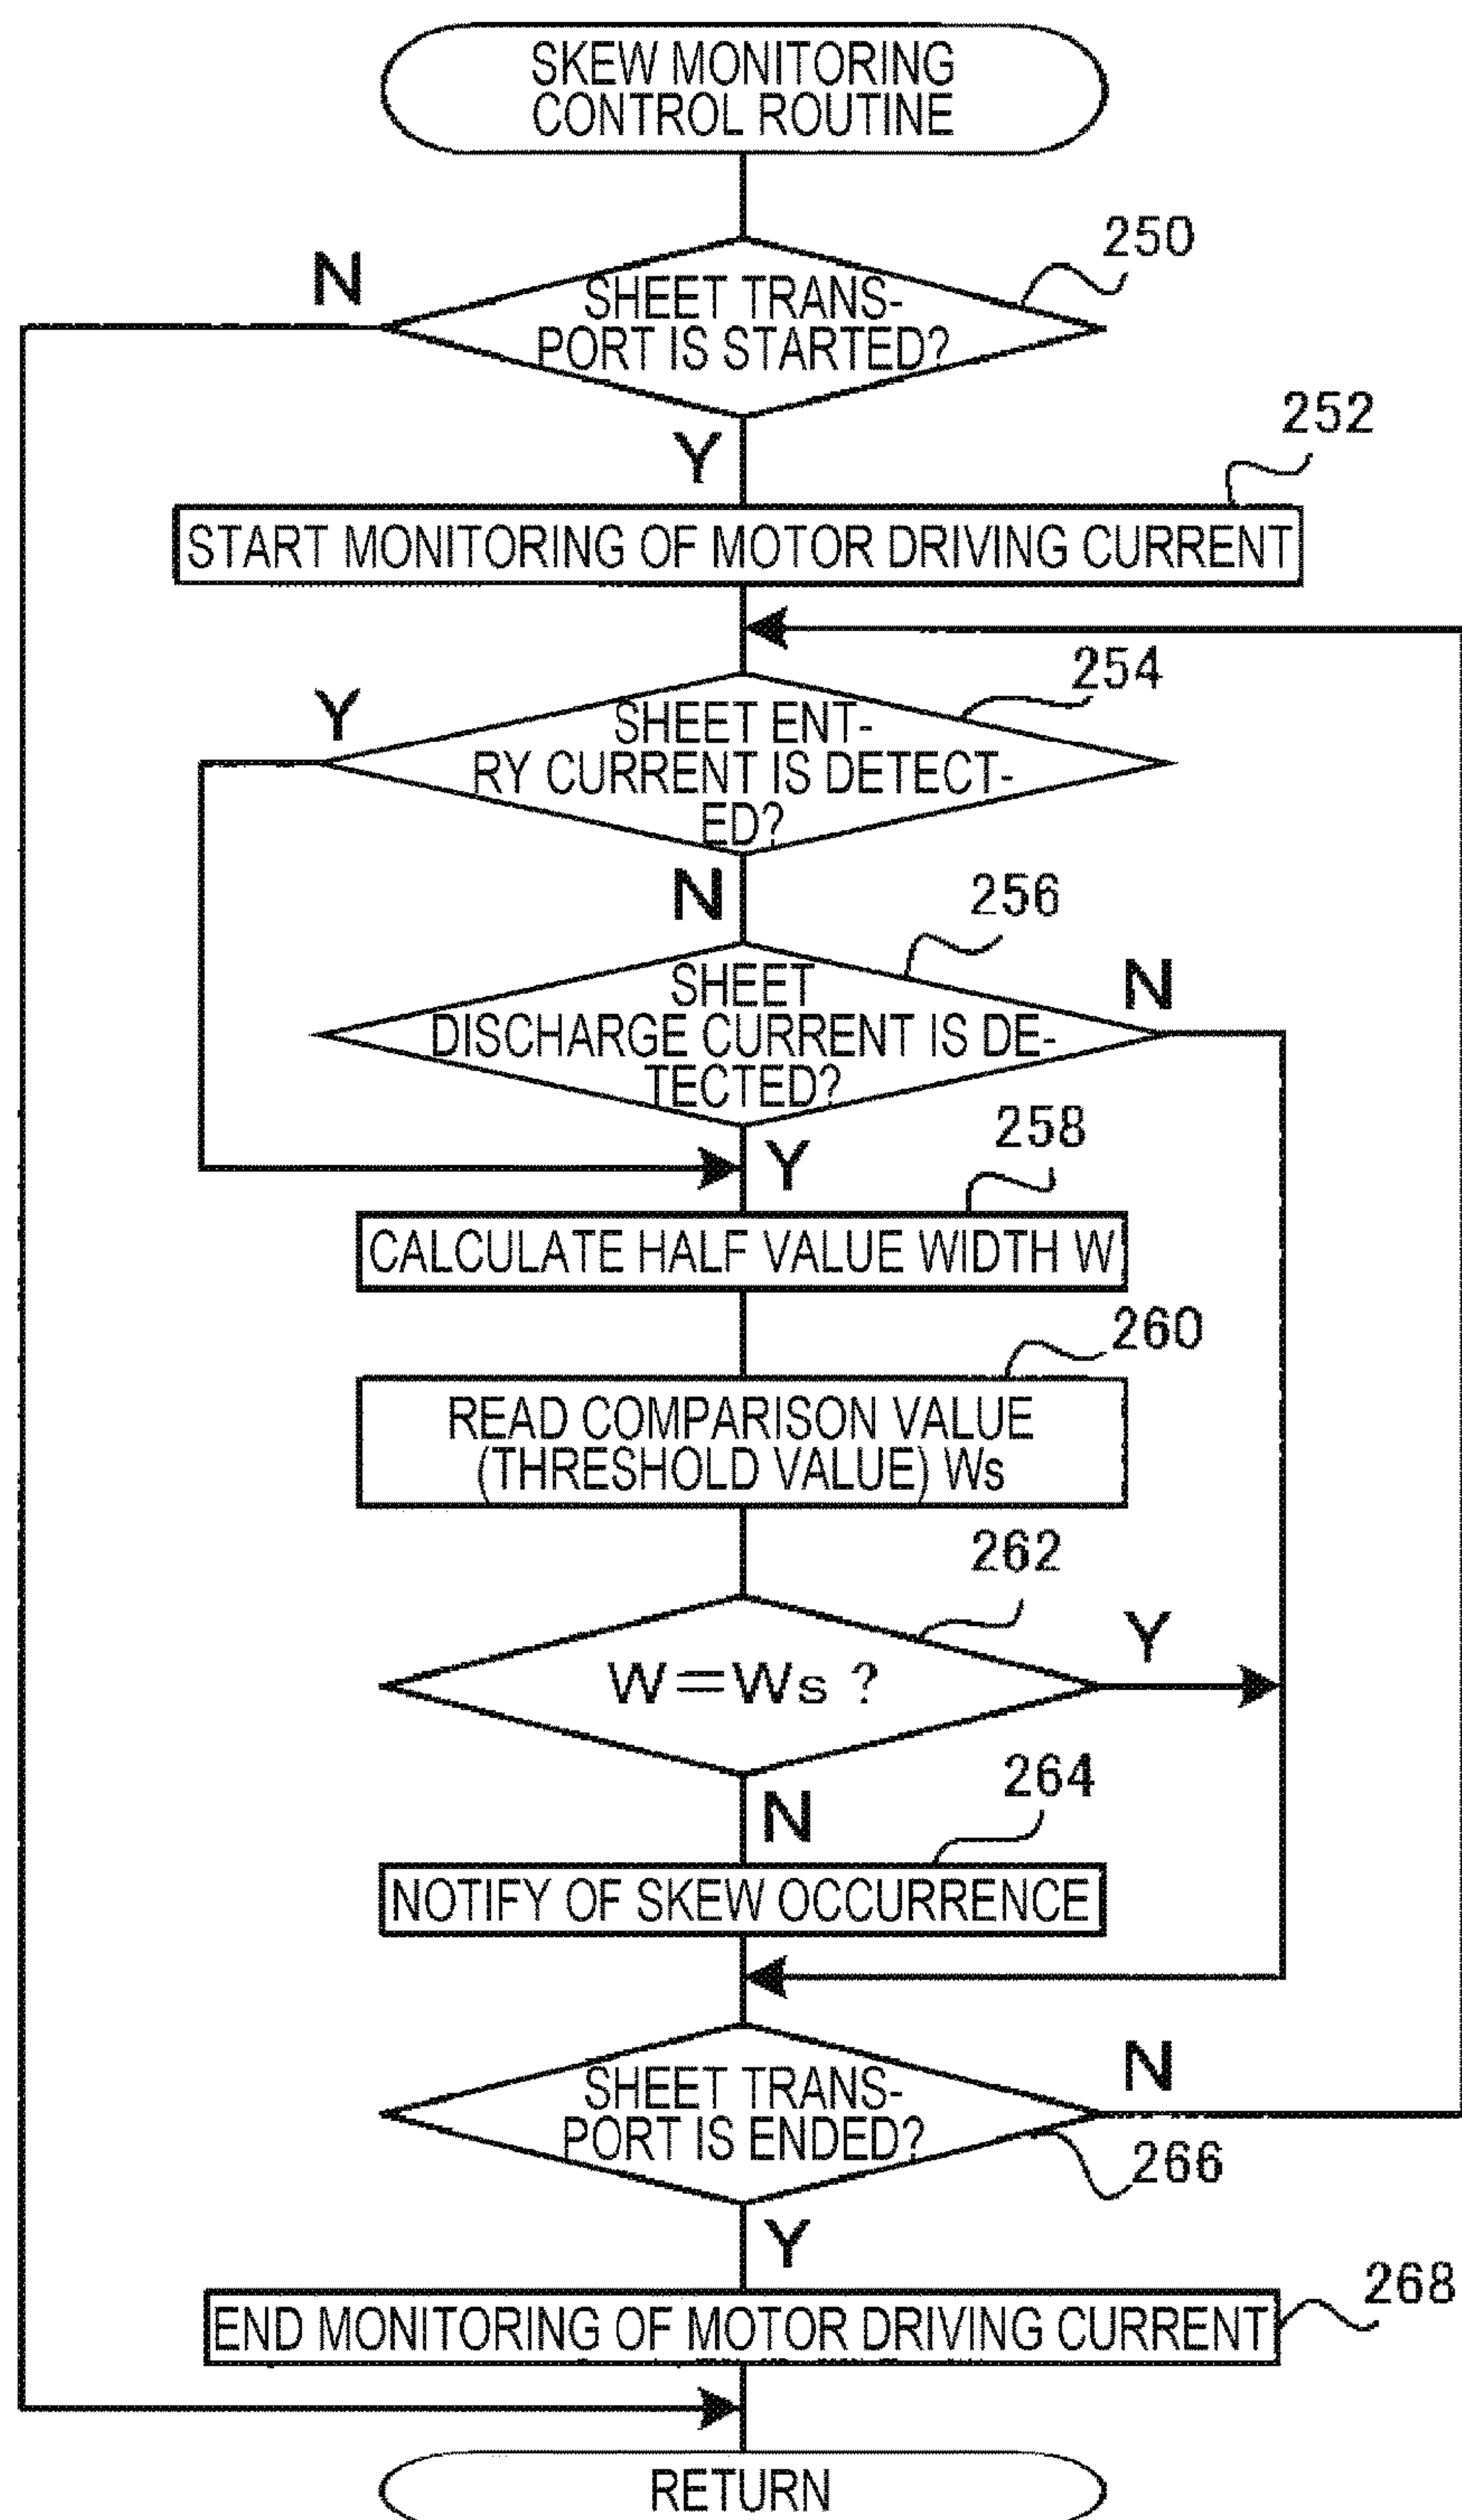 SKEW MONITORING
CONTROL ROUTINE
250
N
SHEET TRANS-
PORT IS STARTED?
252
Y
START MONITORING OF MOTOR DRIVING CURRENT
254
Y
SHEET ENT-
RY CURRENT IS DETECT-
ED?
256
N
N
SHEET
DISCHARGE CURRENT IS DE-
TECTED?
258
Y
CALCULATE HALF VALUE WIDTH W
260
READ COMPARISON VALUE
(THRESHOLD VALUE) Ws
262
Y
W=Ws ?
264
N
NOTIFY OF SKEW OCCURRENCE
N
SHEET TRANS-
PORT IS ENDED?
266
Y
268
END MONITORING OF MOTOR DRIVING CURRENT
RETURN